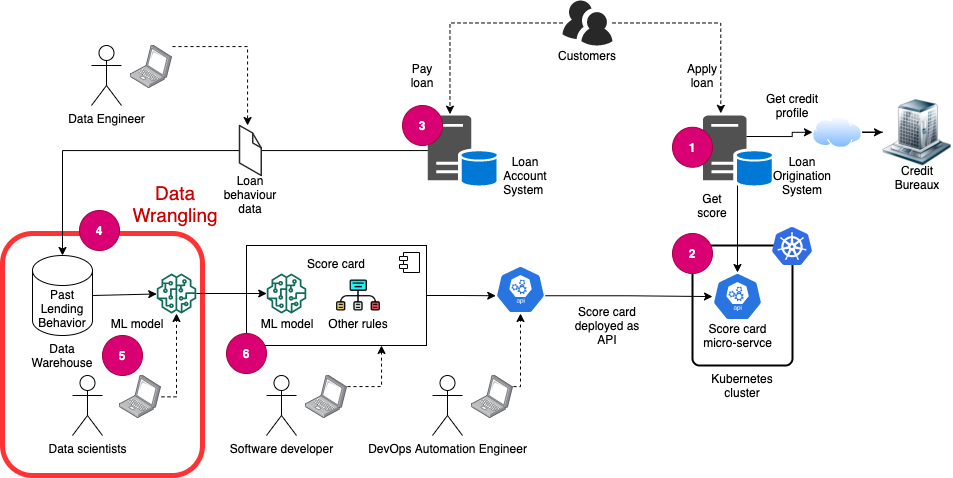 Customers
Pay
loan
Apply
loan
Data Engineer
3
1
Get credit
profile
Loan
behaviour
data
Loan
Account
System
Loan
Origination
System
Credit
Bureaux
Data
Wrangling
4
Get
score
2
Past
Lending
Behavior
ML model
Score card
ML model
Other rules
api
api
Score card
deployed as
API
Score card
micro-servce
Data
Warehouse
5
6
Kubernetes
cluster
Data scientists
Software developer
DevOps Automation Engineer